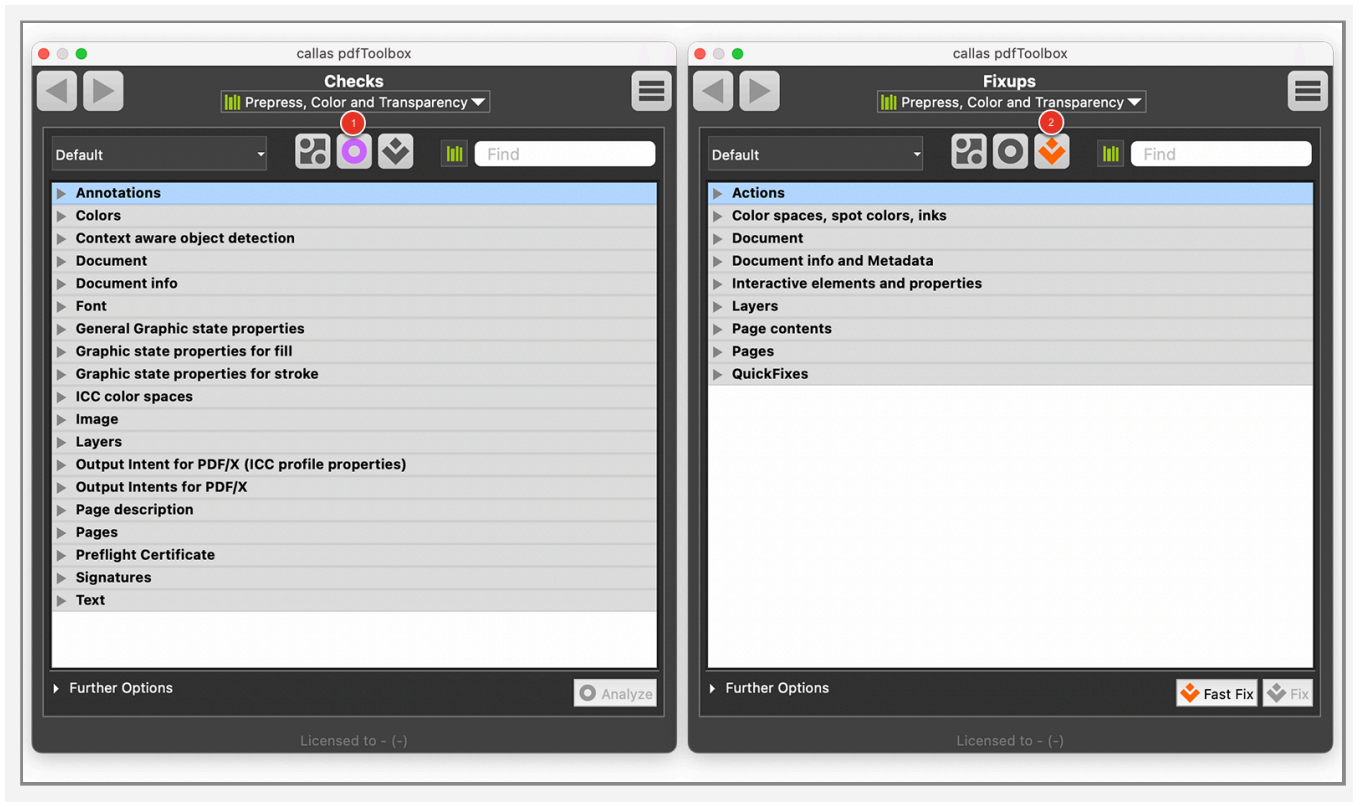 callas pdfToolbox
Checks
Prepress, Color and Transparency
1
Default
Find
Annotations
Colors
Context aware object detection
Document
Document info
Font
General Graphic state properties
Graphic state properties for fill
Graphic state properties for stroke
ICC color spaces
Image
Layers
Output Intent for PDF/X (ICC profile properties)
Output Intents for PDF/X
Page description
Pages
Preflight Certificate
Signatures
Text
Further Options
Analyze
Licensed to - (-)
callas pdfToolbox
Fixups
Prepress, Color and Transparency
2
Default
Find
Actions
Color spaces, spot colors, inks
Document
Document info and Metadata
Interactive elements and properties
Layers
Page contents
Pages
QuickFixes
Further Options
Fast Fix
Fix
Licensed to - (-)